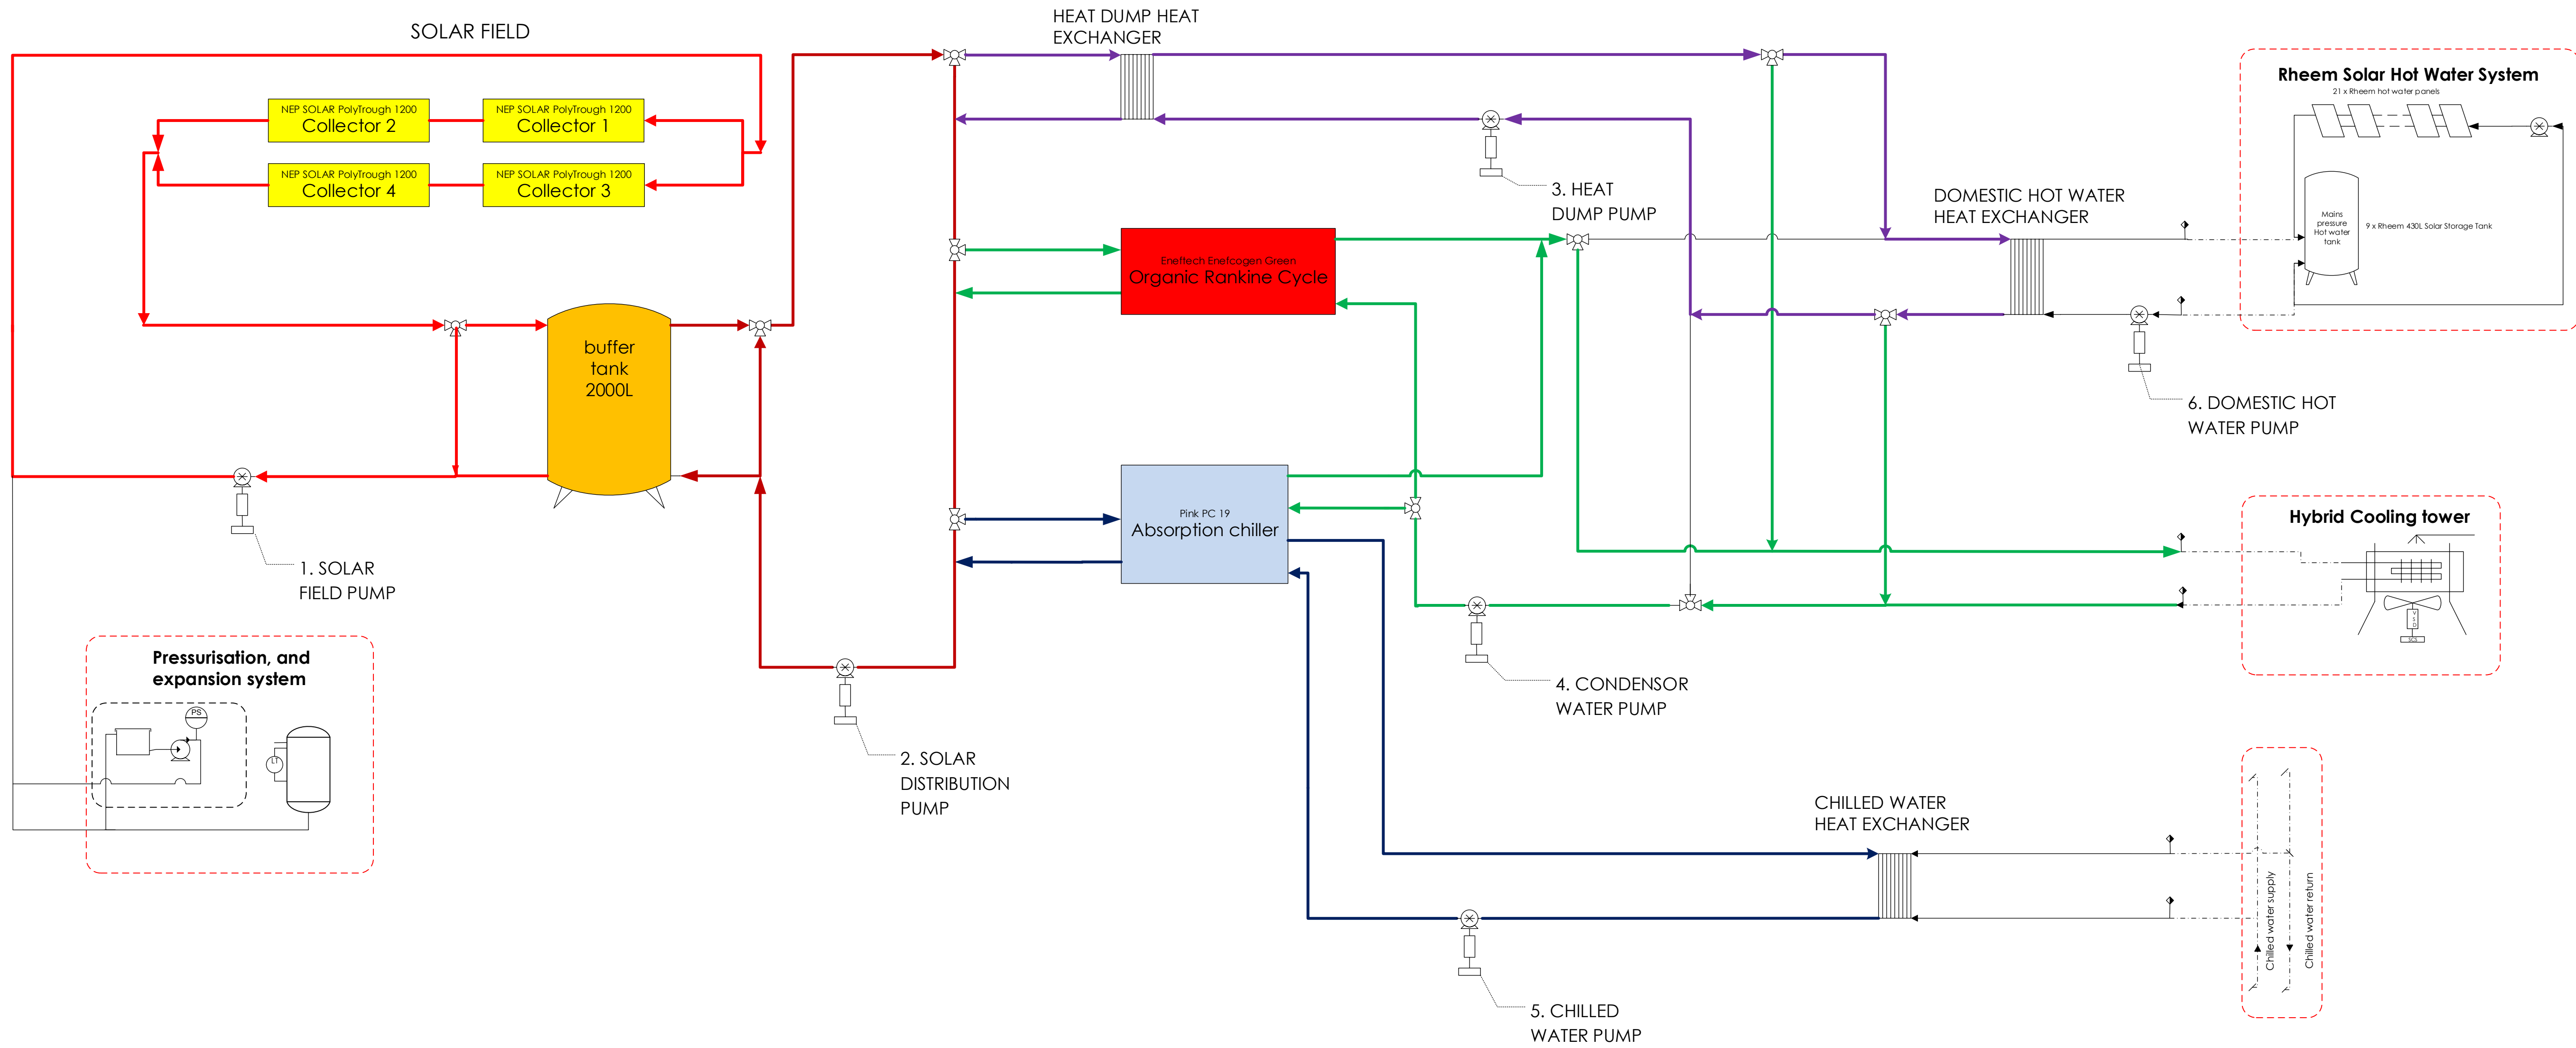 SOLAR FIELD
HEAT DUMP HEAT
EXCHANGER
Rheem Solar Hot Water System
21 x Rheem hot water panels
NEP SOLAR PolyTrough 1200
Collector 2
NEP SOLAR PolyTrough 1200
Collector 1
NEP SOLAR PolyTrough 1200
Collector 4
NEP SOLAR PolyTrough 1200
Collector 3
3. HEAT
DUMP PUMP
DOMESTIC HOT WATER
HEAT EXCHANGER
Mains
pressure
Hot water
tank
9 x Rheem 430L Solar Storage Tank
Eneftech Enefcogen Green
Organic Rankine Cycle
buffer
tank
2000L
6. DOMESTIC HOT
WATER PUMP
Pink PC 19
Absorption chiller
Hybrid Cooling tower
VSD
1. SOLAR
FIELD PUMP
Pressurisation, and
expansion system
PS
LT
4. CONDENSOR
WATER PUMP
2. SOLAR
DISTRIBUTION
PUMP
CHILLED WATER
HEAT EXCHANGER
Chilled water supply
Chilled water return
5. CHILLED
WATER PUMP